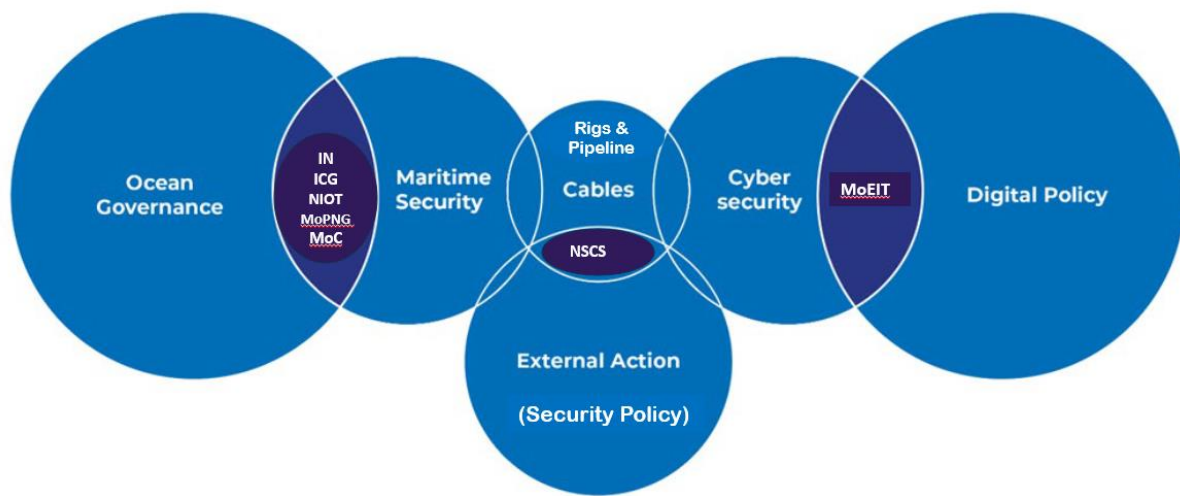 Ocean
Governance
IN
ICG
NIOT
MoPNG
MoC
Maritime
Security
Rigs &
Pipeline
Cables
NSCS
Cyber
security
MoEIT
Digital Policy
External Action
(Security Policy)